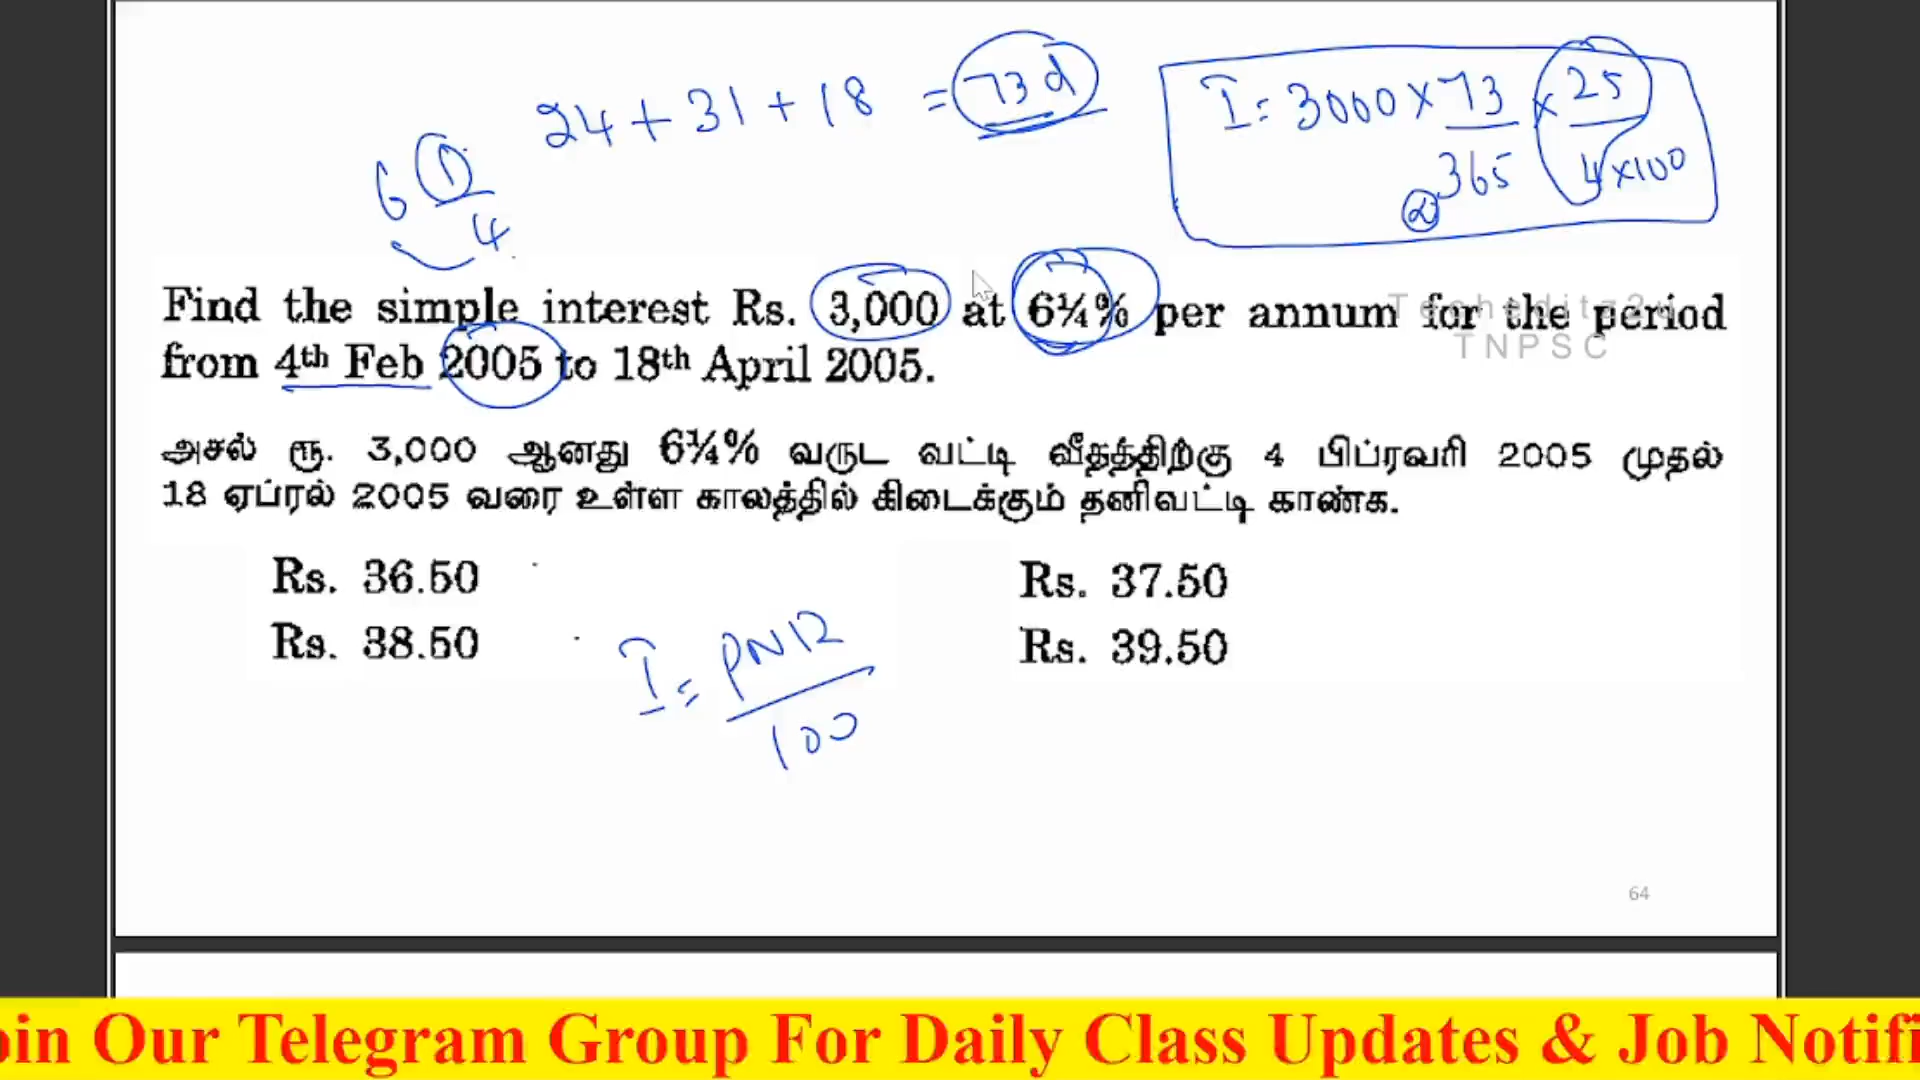 24 + 31 + 18 = 73 d
I = 3000 × 73 × 25
365 4 × 100
6 1
4
Find the simple interest Rs. 3,000 at 6¼% per annum for the period
from 4th Feb 2005 to 18th April 2005.
Techeditz2u
TNPSC
அசல் ரூ. 3,000 ஆனது 6¼% வருட வட்டி வீதத்திற்கு 4 பிப்ரவரி 2005 முதல்
18 ஏப்ரல் 2005 வரை உள்ள காலத்தில் கிடைக்கும் தனிவட்டி காண்க.
Rs. 36.50 Rs. 37.50
Rs. 38.50 Rs. 39.50
I = PNR
100
64
oin Our Telegram Group For Daily Class Updates & Job Notifi